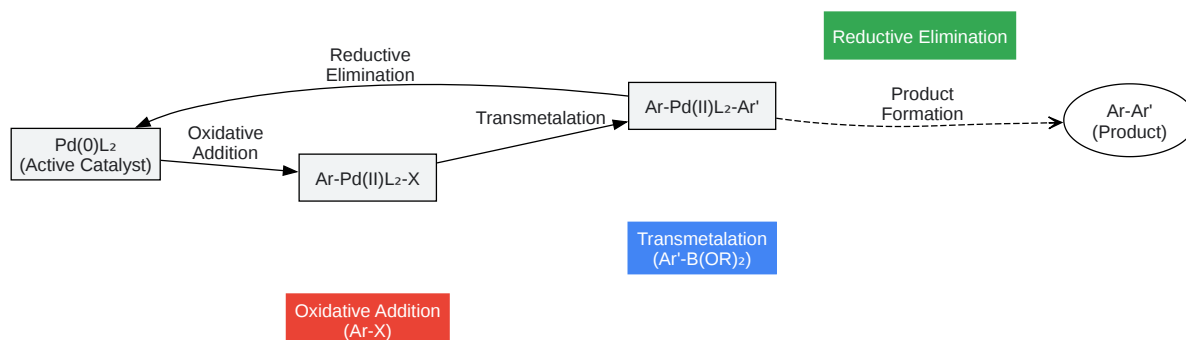 Reductive Elimination
Reductive
Elimination
Ar-Pd(II)L₂-Ar'
Product
Formation
Ar-Ar'
(Product)
Transmetalation
Oxidative
Addition
Pd(0)L₂
(Active Catalyst)
Ar-Pd(II)L₂-X
Transmetalation
(Ar'-B(OR)₂)
Oxidative Addition
(Ar-X)